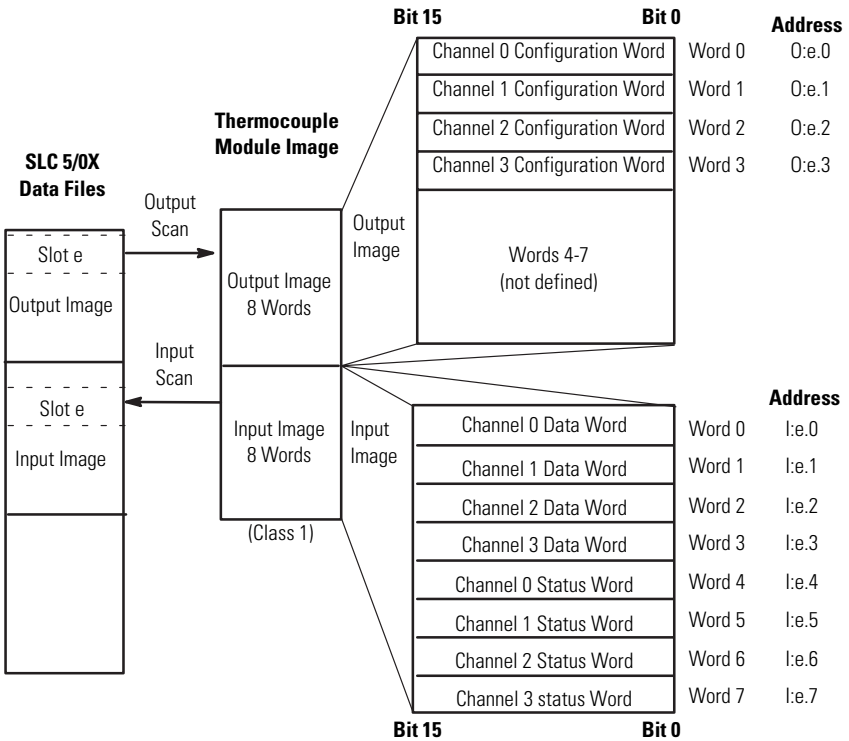 Bit 15 Bit 0 Address
Channel 0 Configuration Word Word 0 O:e.0
Channel 1 Configuration Word Word 1 O:e.1
Channel 2 Configuration Word Word 2 O:e.2
Channel 3 Configuration Word Word 3 O:e.3
Words 4-7
(not defined)
Thermocouple
Module Image
SLC 5/0X
Data Files
Output
Scan
Output
Image
Slot e
Output Image
Output Image
8 Words
Input
Scan
Slot e
Input Image
Input Image
8 Words
Input
Image
(Class 1)
Address
Channel 0 Data Word Word 0 I:e.0
Channel 1 Data Word Word 1 I:e.1
Channel 2 Data Word Word 2 I:e.2
Channel 3 Data Word Word 3 I:e.3
Channel 0 Status Word Word 4 I:e.4
Channel 1 Status Word Word 5 I:e.5
Channel 2 Status Word Word 6 I:e.6
Channel 3 status Word Word 7 I:e.7
Bit 15 Bit 0